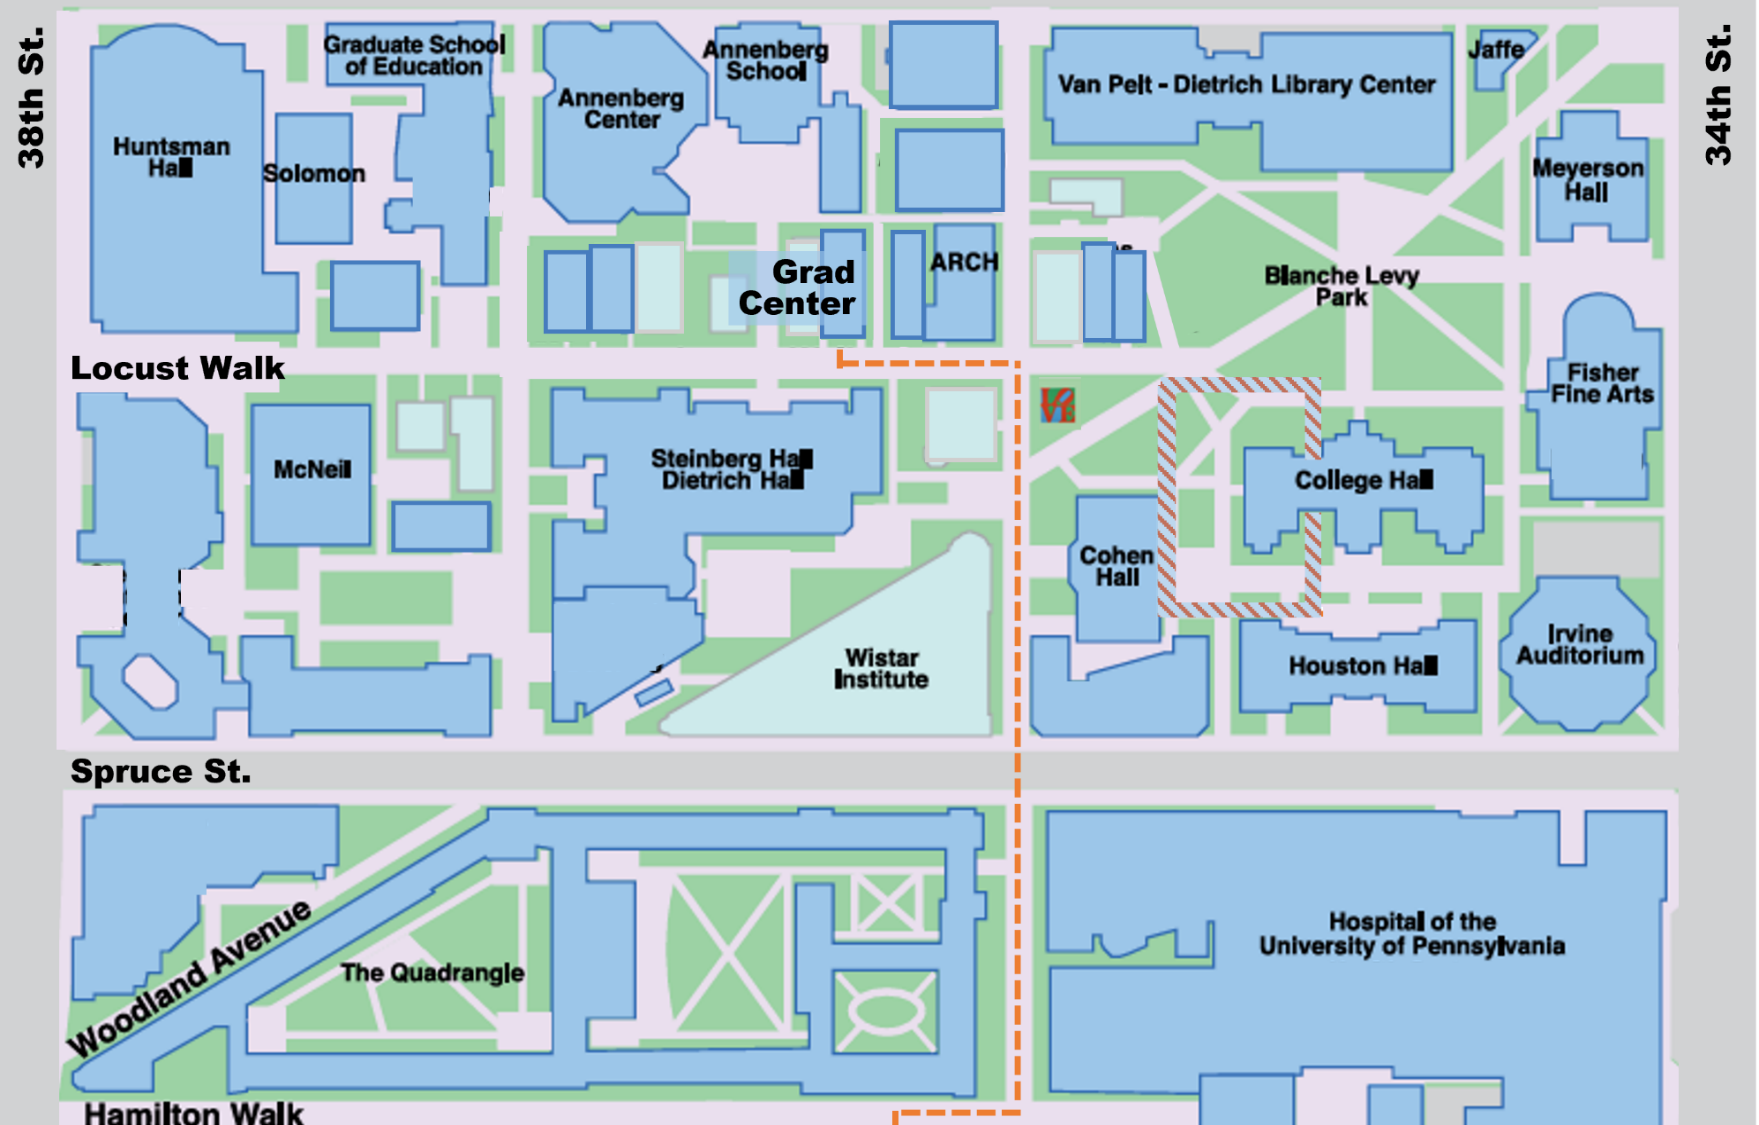 38th St.
Graduate School
of Education
Annenberg
School
Jaffe
34th St.
Van Pelt - Dietrich Library Center
Annenberg
Center
Huntsman
Hall
Solomon
Meyerson
Hall
ARCH
Grad
Center
Blanche Levy
Park
Locust Walk
Fisher
Fine Arts
McNeil
Steinberg Hall
Dietrich Hall
College Hall
Cohen
Hall
Wistar
Institute
Houston Hall
Irvine
Auditorium
Spruce St.
Woodland Avenue
The Quadrangle
Hospital of the
University of Pennsylvania
Hamilton Walk